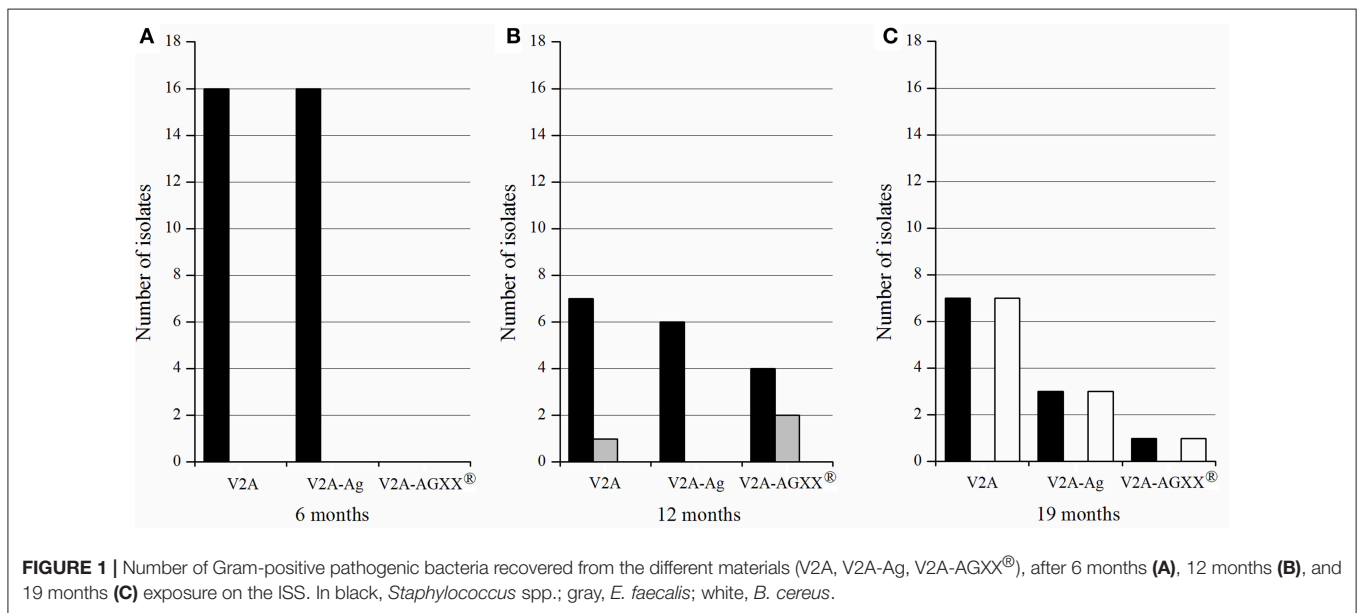 A
18
16
14
12
10
8
6
4
2
0
Number of isolates
V2A V2A-Ag V2A-AGXX®
6 months
B
18
16
14
12
10
8
6
4
2
0
Number of isolates
V2A V2A-Ag V2A-AGXX®
12 months
C
18
16
14
12
10
8
6
4
2
0
Number of isolates
V2A V2A-Ag V2A-AGXX®
19 months
FIGURE 1 | Number of Gram-positive pathogenic bacteria recovered from the different materials (V2A, V2A-Ag, V2A-AGXX®), after 6 months (A), 12 months (B), and
19 months (C) exposure on the ISS. In black, Staphylococcus spp.; gray, E. faecalis; white, B. cereus.